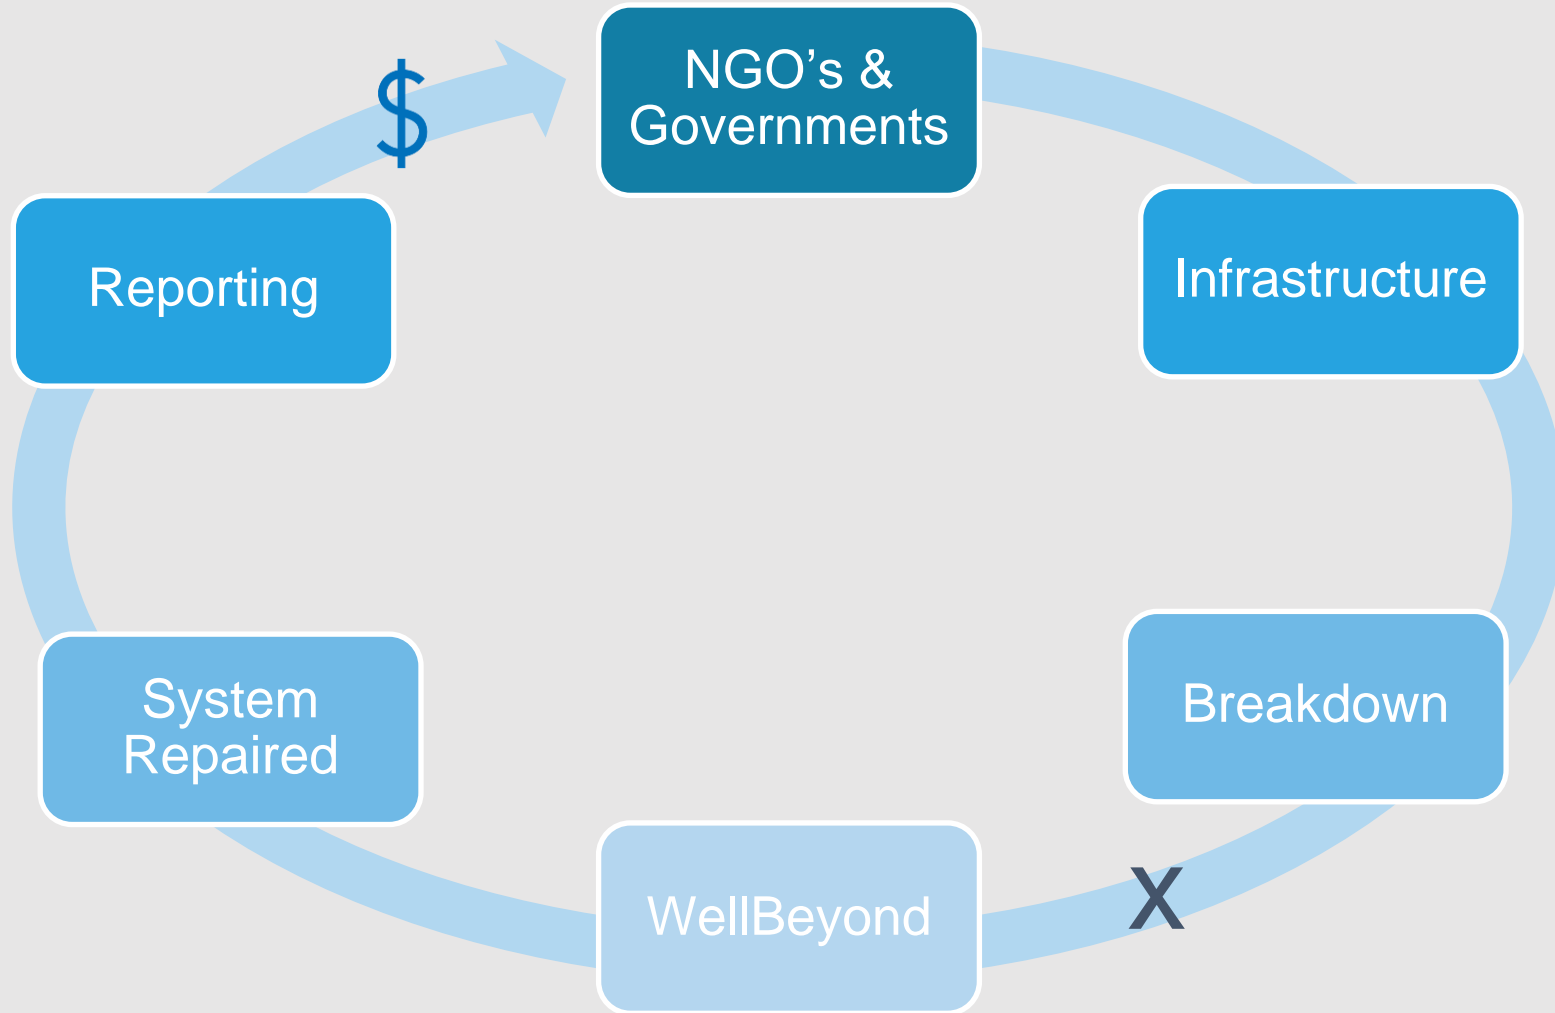 NGO’s &
Governments
Infrastructure
Breakdown
X
WellBeyond
System
Repaired
Reporting
$